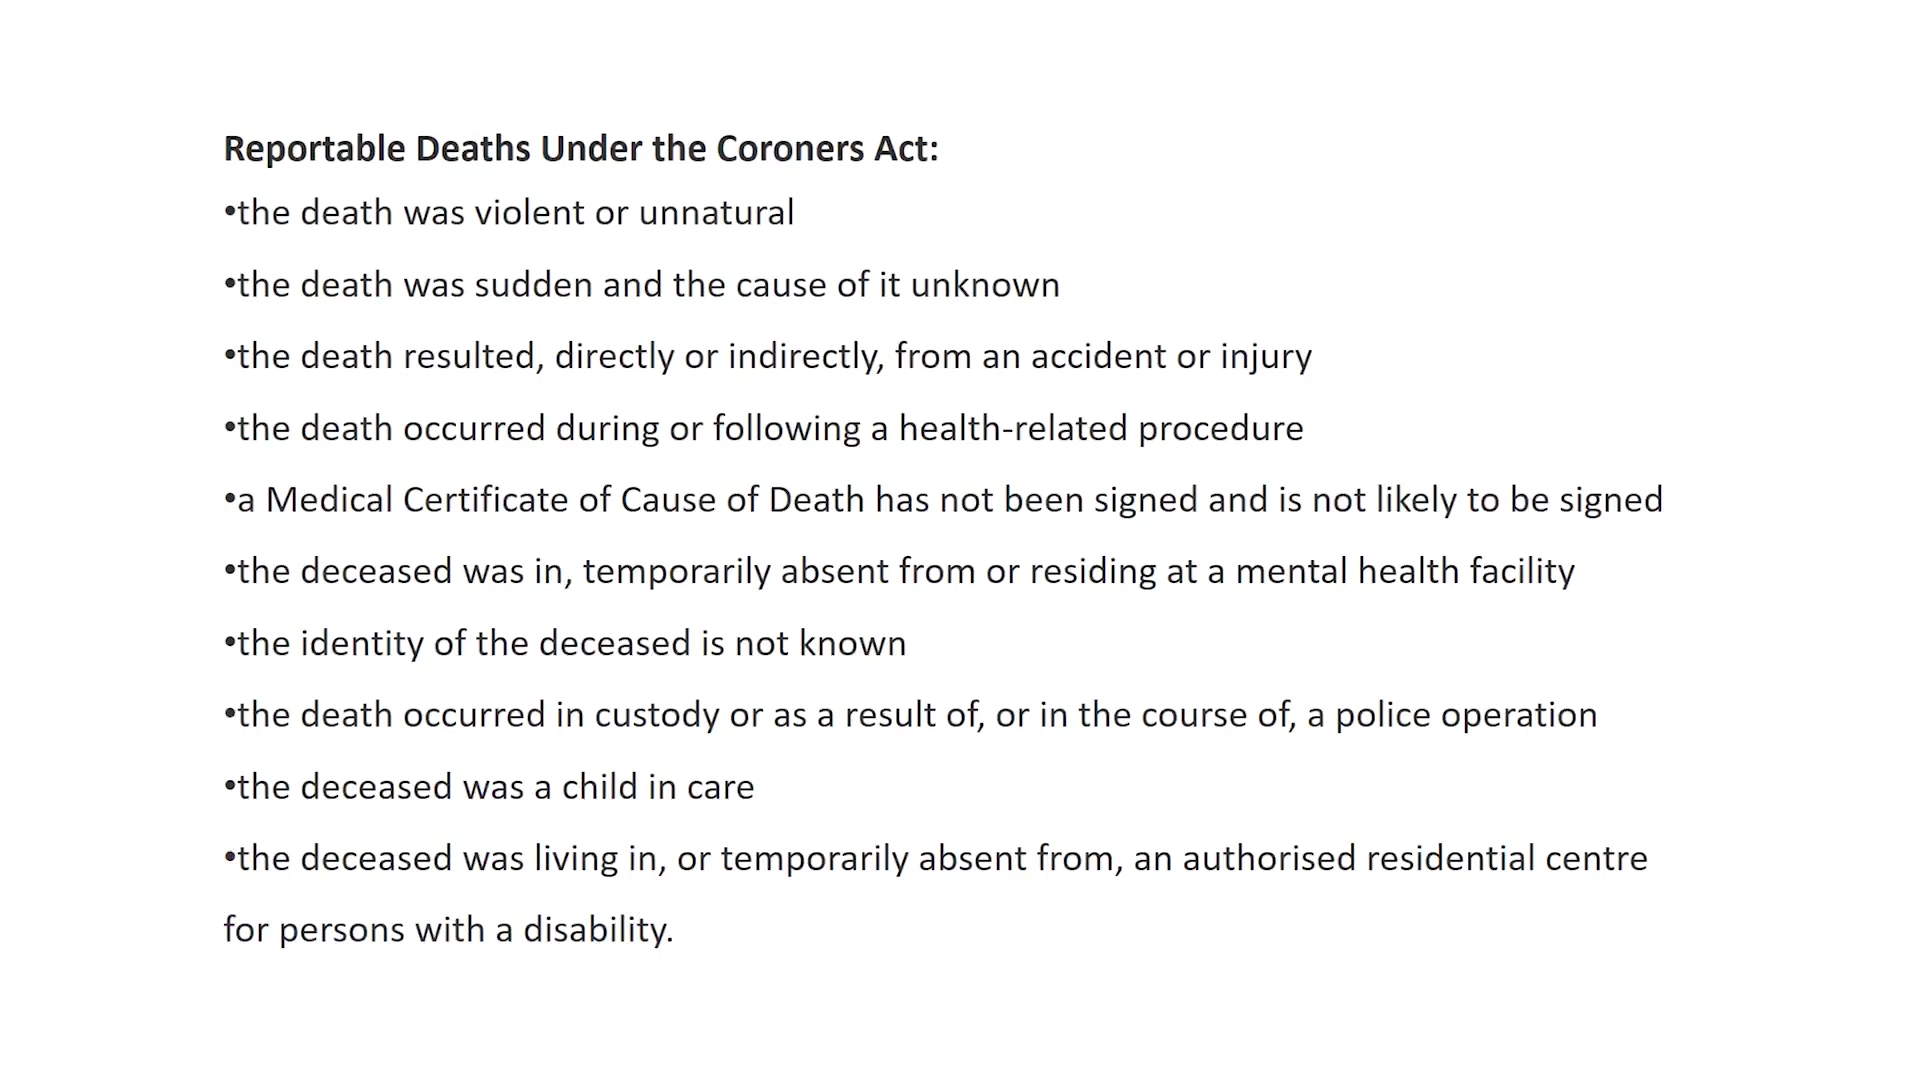 Reportable Deaths Under the Coroners Act:
•the death was violent or unnatural
•the death was sudden and the cause of it unknown
•the death resulted, directly or indirectly, from an accident or injury
•the death occurred during or following a health-related procedure
•a Medical Certificate of Cause of Death has not been signed and is not likely to be signed
•the deceased was in, temporarily absent from or residing at a mental health facility
•the identity of the deceased is not known
•the death occurred in custody or as a result of, or in the course of, a police operation
•the deceased was a child in care
•the deceased was living in, or temporarily absent from, an authorised residential centre
for persons with a disability.